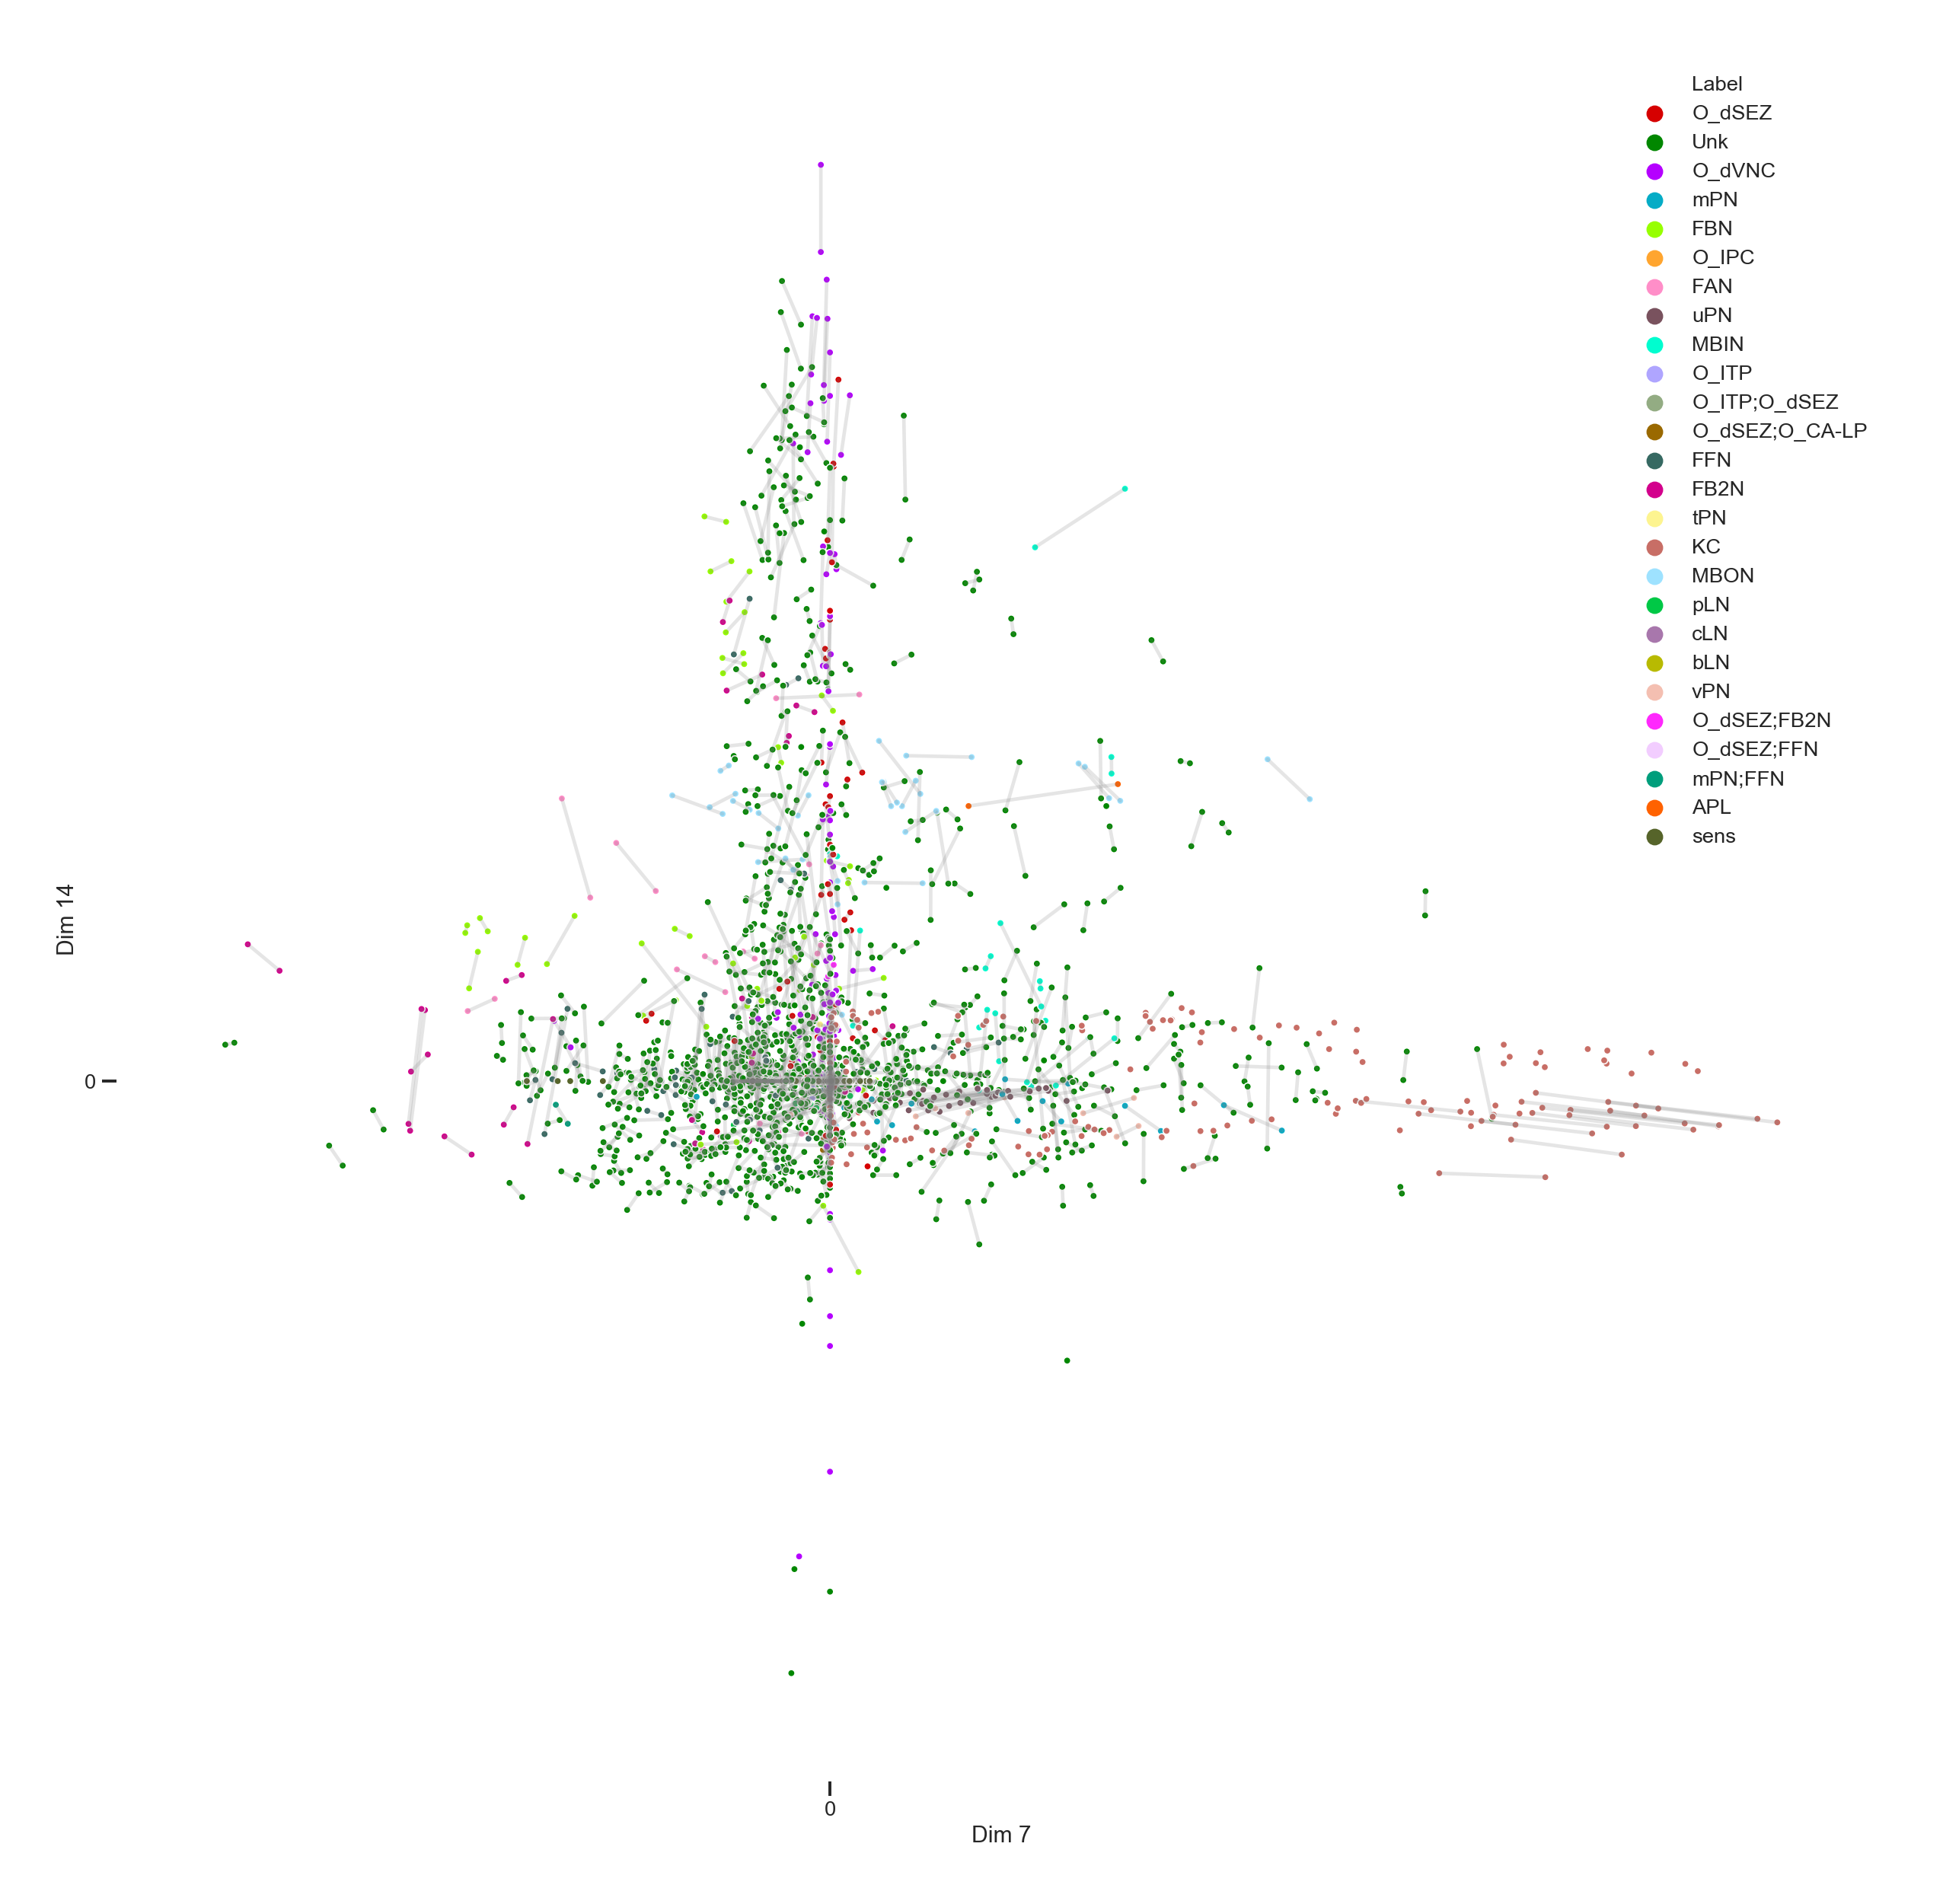 Label
O_dSEZ
Unk
O_dVNC
mPN
FBN
O_IPC
FAN
uPN
MBIN
O_ITP
O_ITP;O_dSEZ
O_dSEZ;O_CA-LP
FFN
FB2N
tPN
KC
MBON
pLN
cLN
bLN
vPN
O_dSEZ;FB2N
O_dSEZ;FFN
mPN;FFN
APL
sens
Dim 14
0
0
Dim 7